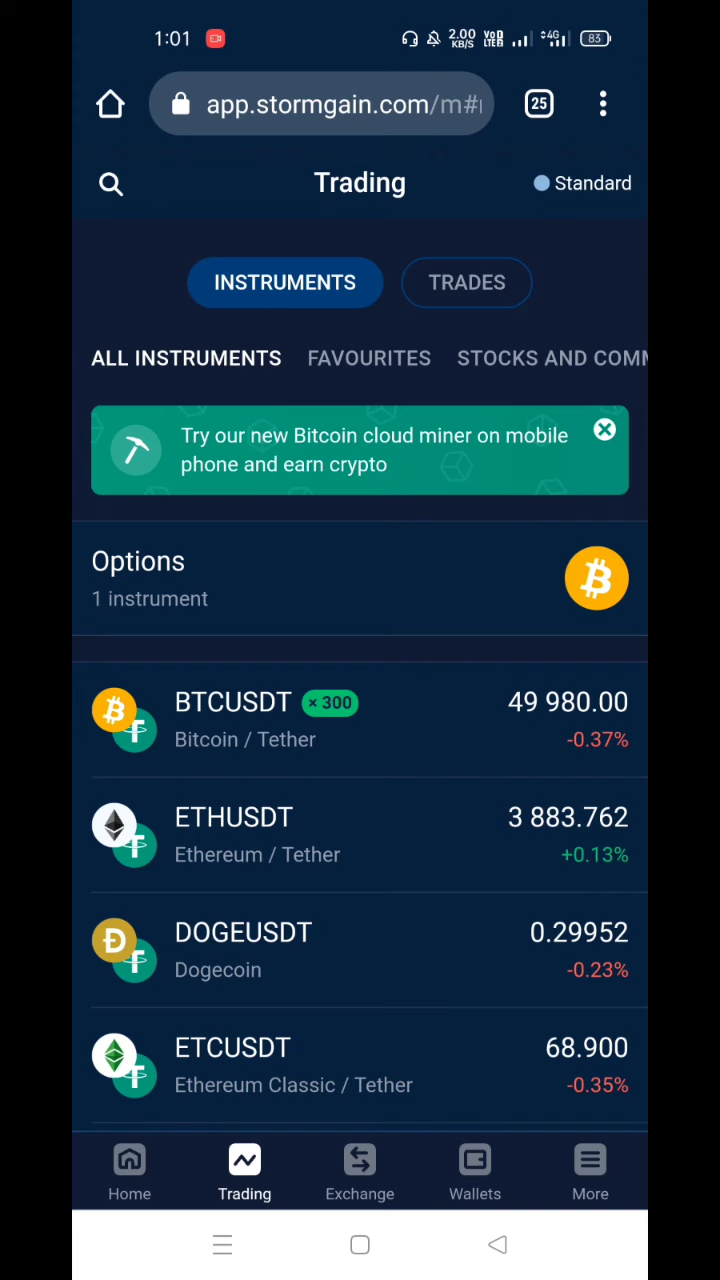 1:01 2.00 KB/S VoD LTE 4G 83
app.stormgain.com/m# 25
Trading Standard
INSTRUMENTS TRADES
ALL INSTRUMENTS FAVOURITES STOCKS AND COMM
Try our new Bitcoin cloud miner on mobile
phone and earn crypto
Options
1 instrument
BTCUSDT × 300 49 980.00
Bitcoin / Tether -0.37%
ETHUSDT 3 883.762
Ethereum / Tether +0.13%
DOGEUSDT 0.29952
Dogecoin -0.23%
ETCUSDT 68.900
Ethereum Classic / Tether -0.35%
Home Trading Exchange Wallets More